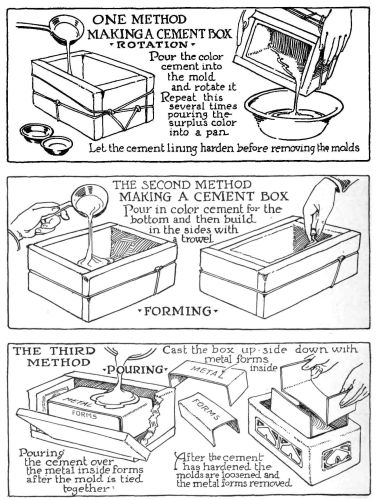 ONE METHOD
MAKING A CEMENT BOX
• ROTATION •
Pour the color
cement into
the mold
and rotate it
Repeat this
several times
pouring the
surplus color
into a pan.
Let the cement lining harden before removing the molds
THE SECOND METHOD
MAKING A CEMENT BOX
Pour in color cement for the
bottom and then build
in the sides with
a trowel.
• FORMING •
THE THIRD
METHOD
• POURING •
Cast the box up-side down with
metal forms
inside
METAL
FORMS
METAL
FORMS
Pouring
the cement over
the metal inside forms
after the mold is tied
together
After the cement
has hardened the
molds are loosened and
the metal forms removed.